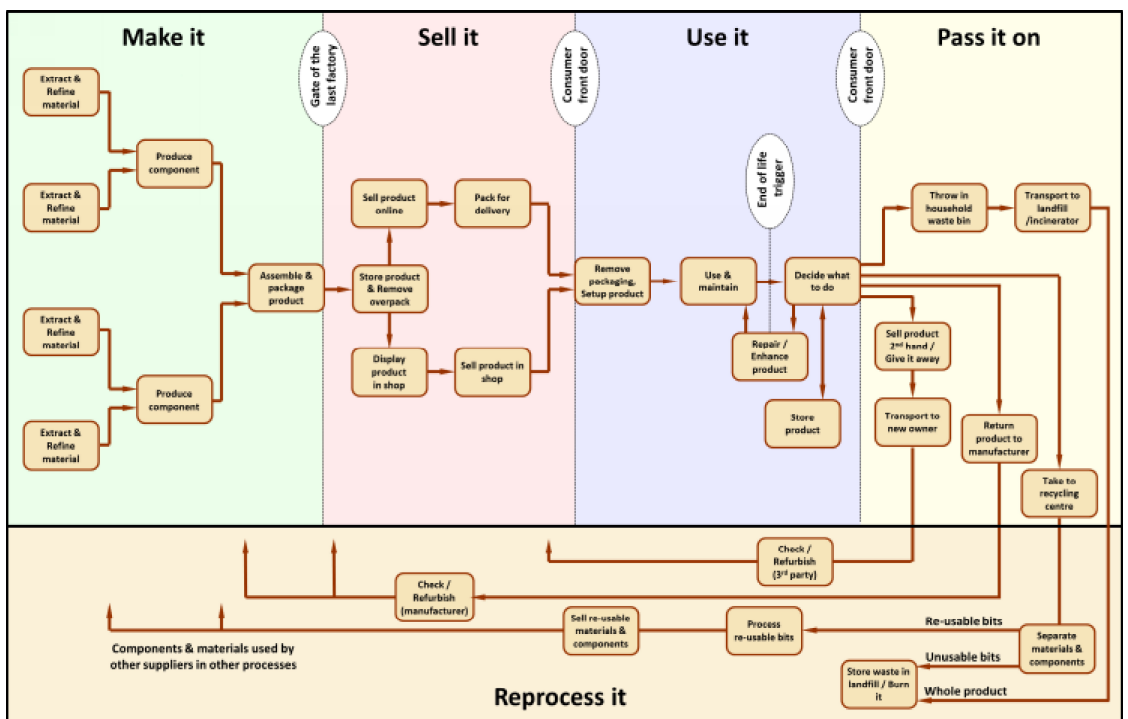 Make it
Sell it
Use it
Pass it on
Gate of the
last factory
Consumer
front door
End of life
trigger
Consumer
front door
Extract &
Refine
material
Extract &
Refine
material
Extract &
Refine
material
Extract &
Refine
material
Produce
component
Produce
component
Assemble &
package
product
Sell product
online
Pack for
delivery
Store product
& Remove
overpack
Display
product
in shop
Sell product in
shop
Remove
packaging,
Setup product
Use &
maintain
Decide what
to do
Repair /
Enhance
product
Store
product
Throw in
household
waste bin
Transport to
landfill
/incinerator
Sell product
2nd hand /
Give it away
Transport to
new owner
Return
product to
manufacturer
Take to
recycling
centre
Check /
Refurbish
(3rd party)
Check /
Refurbish
(manufacturer)
Sell re-usable
materials &
components
Process
re-usable bits
Re-usable bits
Separate
materials &
components
Unusable bits
Store waste in
landfill / Burn
it
Whole product
Components & materials used by
other suppliers in other processes
Reprocess it